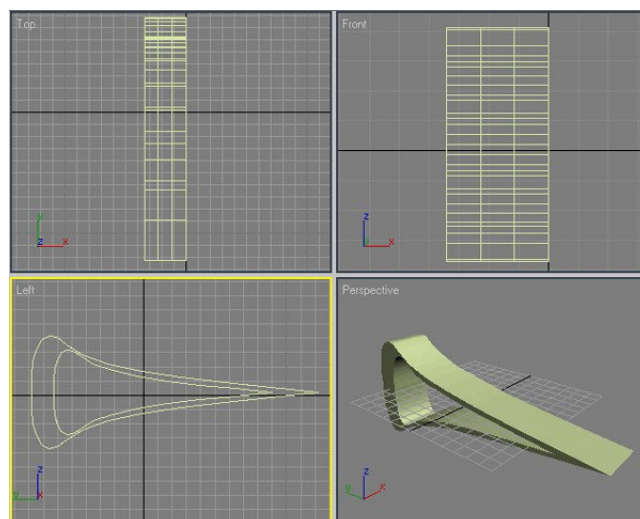 Top
Front
y
z x
z
y x
Left
Perspective
z
y x
z
y x